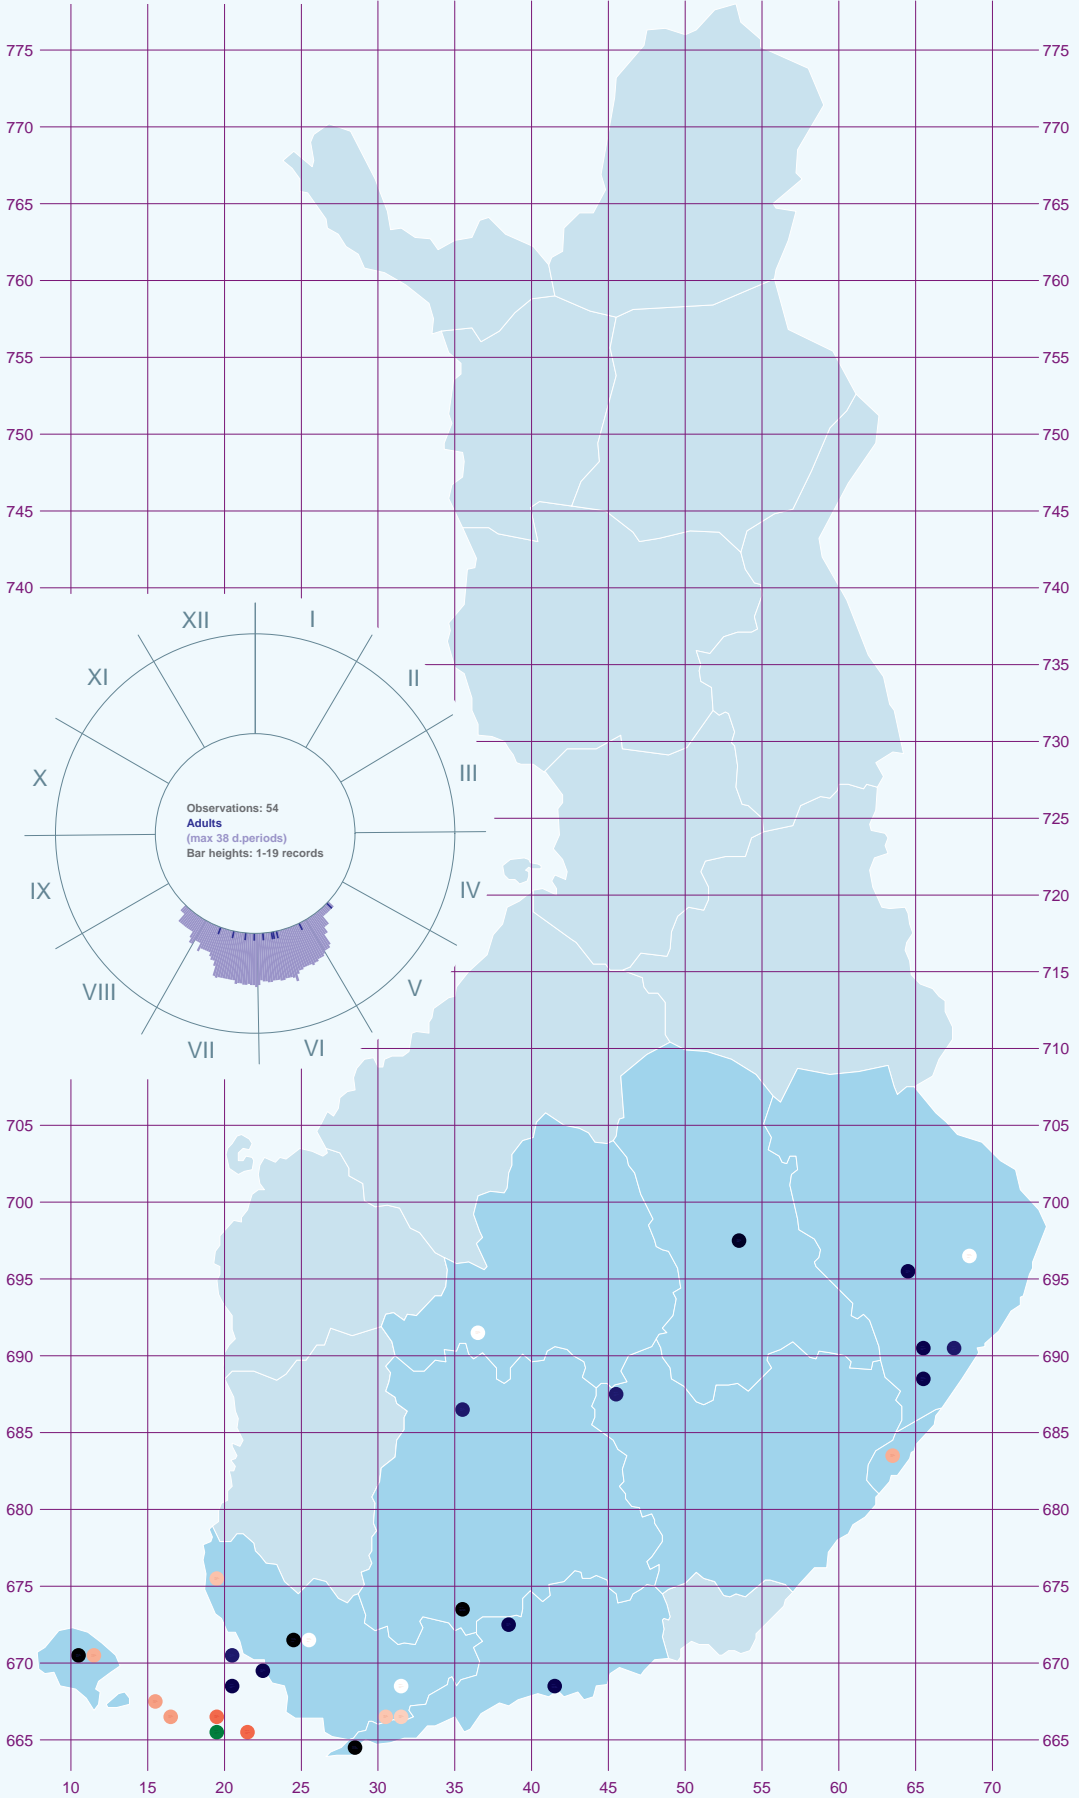 775 775
770 770
765 765
760 760
755 755
750 750
745 745
740 740
735
730
725
720
715
710
705 705
700 700
695 695
690 690
685 685
680 680
675 675
670 670
665 665
10 15 20 25 30 35 40 45 50 55 60 65 70
XII I
XI II
X III
IX IV
VIII V
VII VI
Observations: 54
Adults
(max 38 d.periods)
Bar heights: 1-19 records